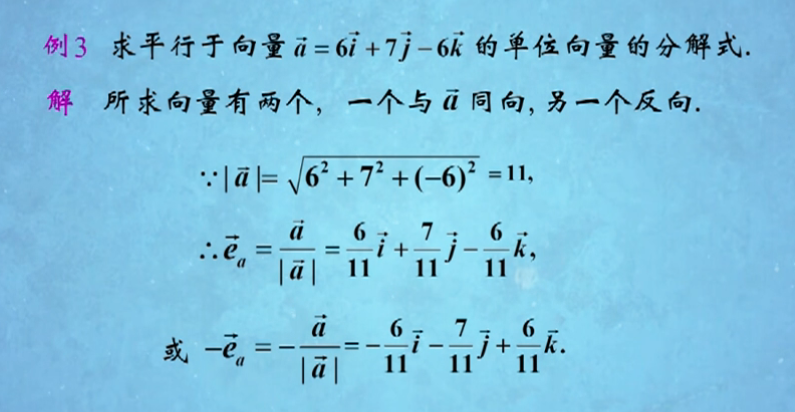 例3 求平行于向量 $\vec{a} = 6\vec{i} + 7\vec{j} - 6\vec{k}$ 的单位向量的分解式.
解 所求向量有两个, 一个与 $\vec{a}$ 同向, 另一个反向.
$\because |\vec{a}| = \sqrt{6^2 + 7^2 + (-6)^2} = 11,$
$\therefore \vec{e}_a = \frac{\vec{a}}{|\vec{a}|} = \frac{6}{11}\vec{i} + \frac{7}{11}\vec{j} - \frac{6}{11}\vec{k},$
或 $-\vec{e}_a = -\frac{\vec{a}}{|\vec{a}|} = -\frac{6}{11}\vec{i} - \frac{7}{11}\vec{j} + \frac{6}{11}\vec{k}.$